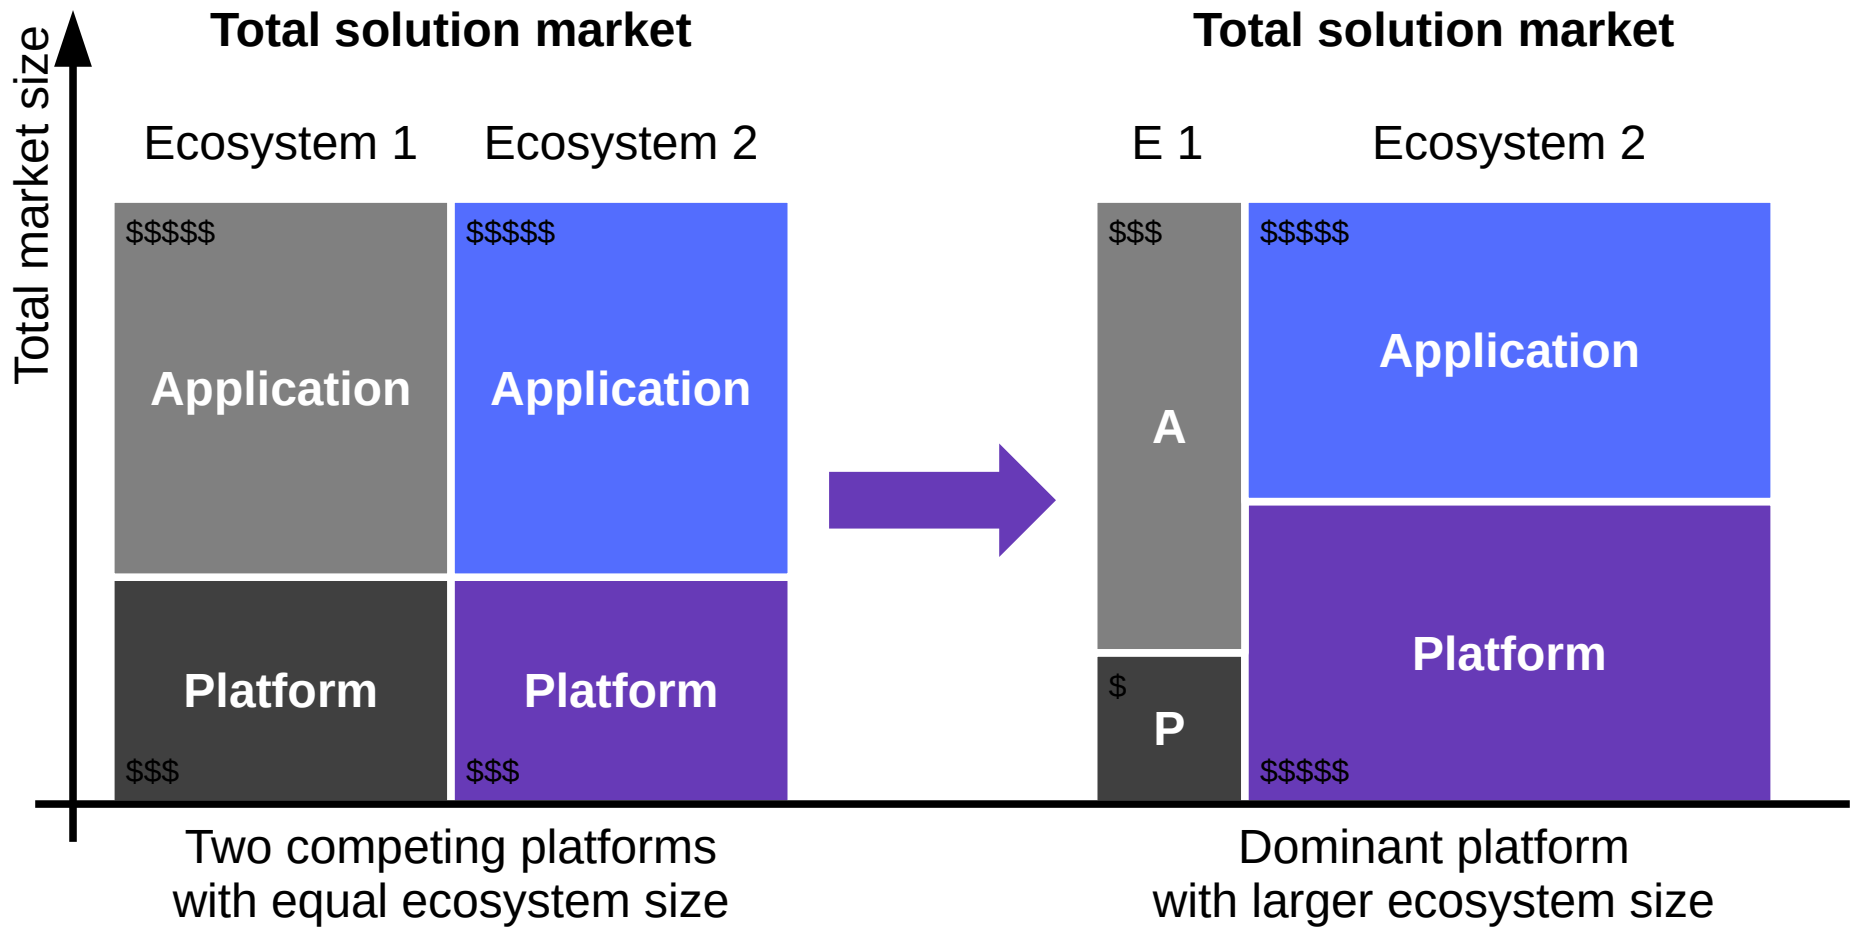 Total market size
Total solution market
Ecosystem 1
Ecosystem 2
$$$$$
$$$$$
Application
Application
Platform
Platform
$$$
$$$
Two competing platforms
with equal ecosystem size
Total solution market
E 1
Ecosystem 2
$$$
$$$$$
Application
A
Platform
$
P
$$$$$
Dominant platform
with larger ecosystem size